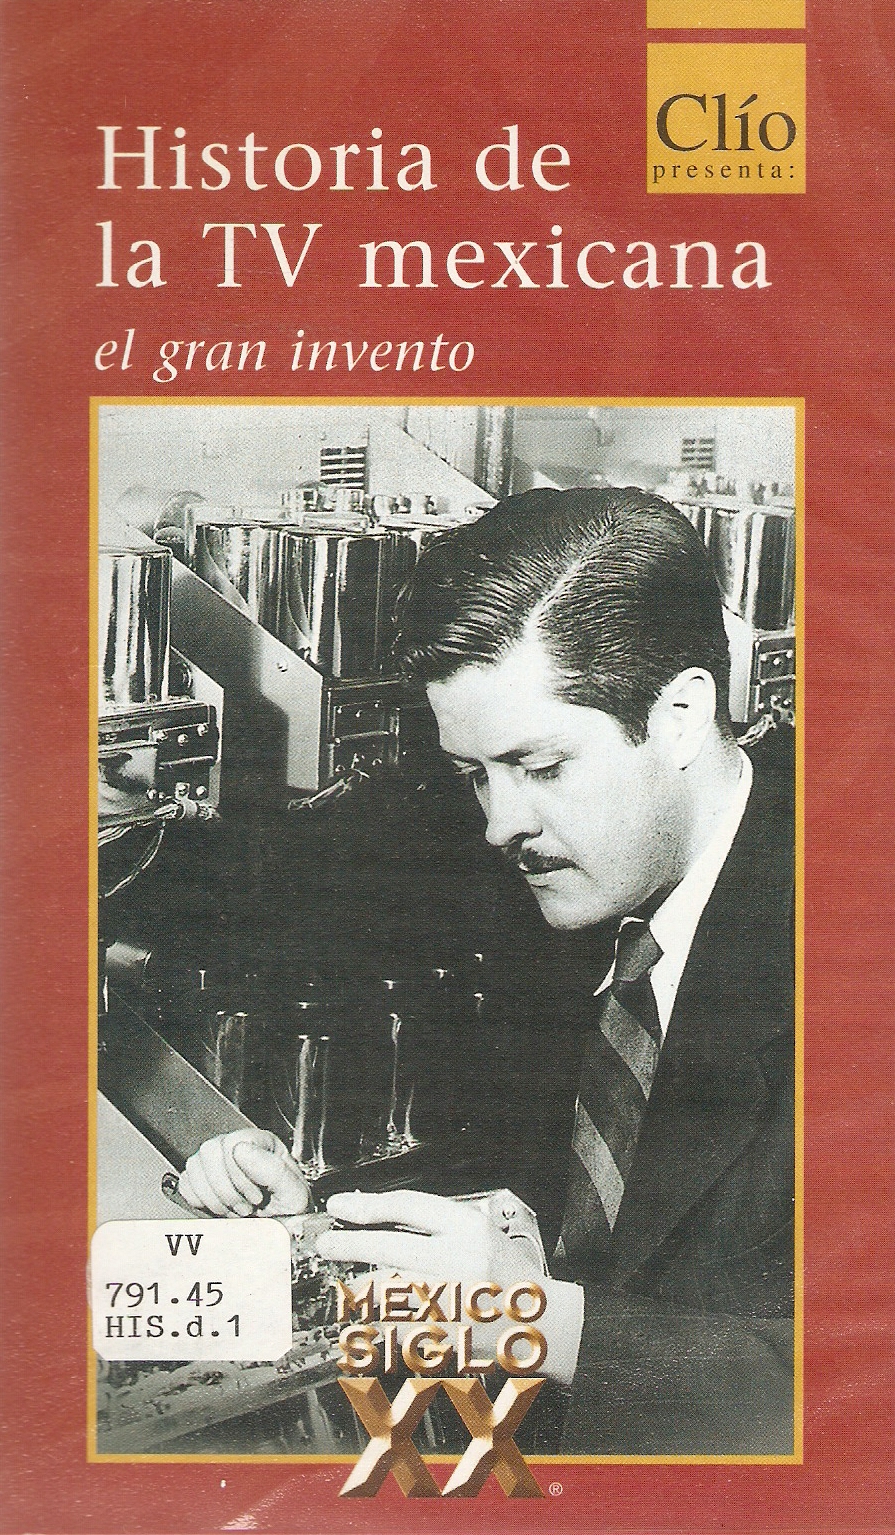 Clío
presenta:
Historia de
la TV mexicana
el gran invento
VV
791.45
HIS.d.1
MÉXICO
SIGLO
XX®